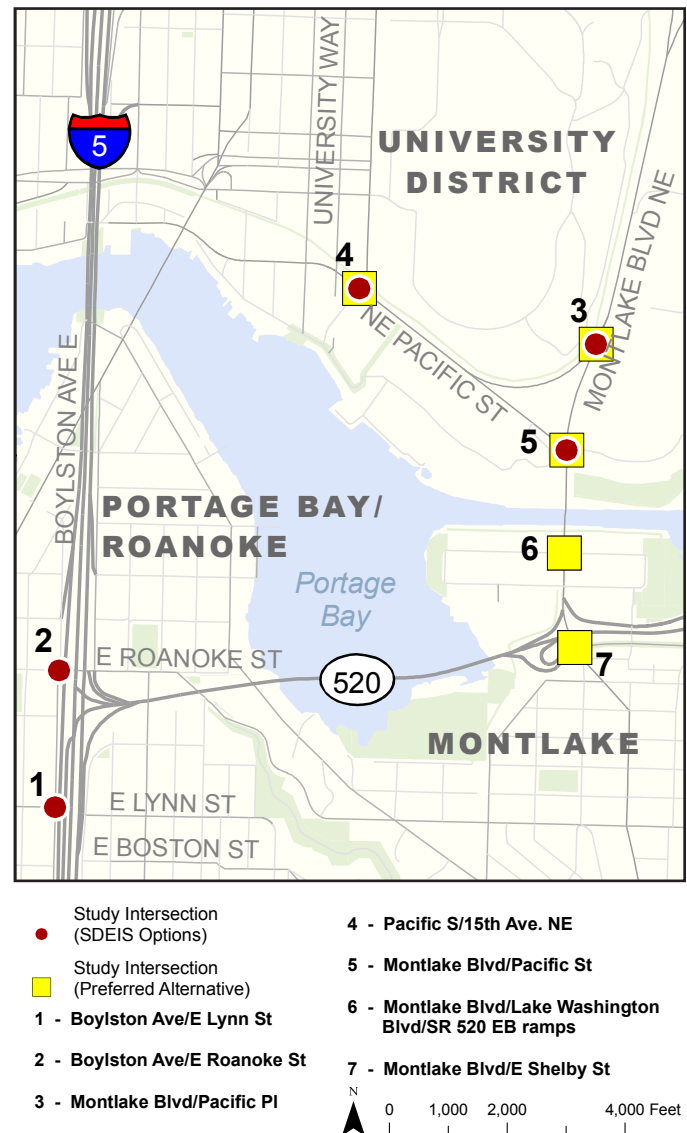 5
UNIVERSITY WAY
UNIVERSITY
DISTRICT
MONTLAKE BLVD NE
4
3
NE PACIFIC ST
5
BOYLSTON AVE E
PORTAGE BAY/
ROANOKE
6
Portage
Bay
2
E ROANOKE ST
7
520
MONTLAKE
1
E LYNN ST
E BOSTON ST
Study Intersection
(SDEIS Options)
Study Intersection
(Preferred Alternative)
1 - Boylston Ave/E Lynn St
2 - Boylston Ave/E Roanoke St
3 - Montlake Blvd/Pacific Pl
4 - Pacific S/15th Ave. NE
5 - Montlake Blvd/Pacific St
6 - Montlake Blvd/Lake Washington
Blvd/SR 520 EB ramps
7 - Montlake Blvd/E Shelby St
N
0 1,000 2,000 4,000 Feet